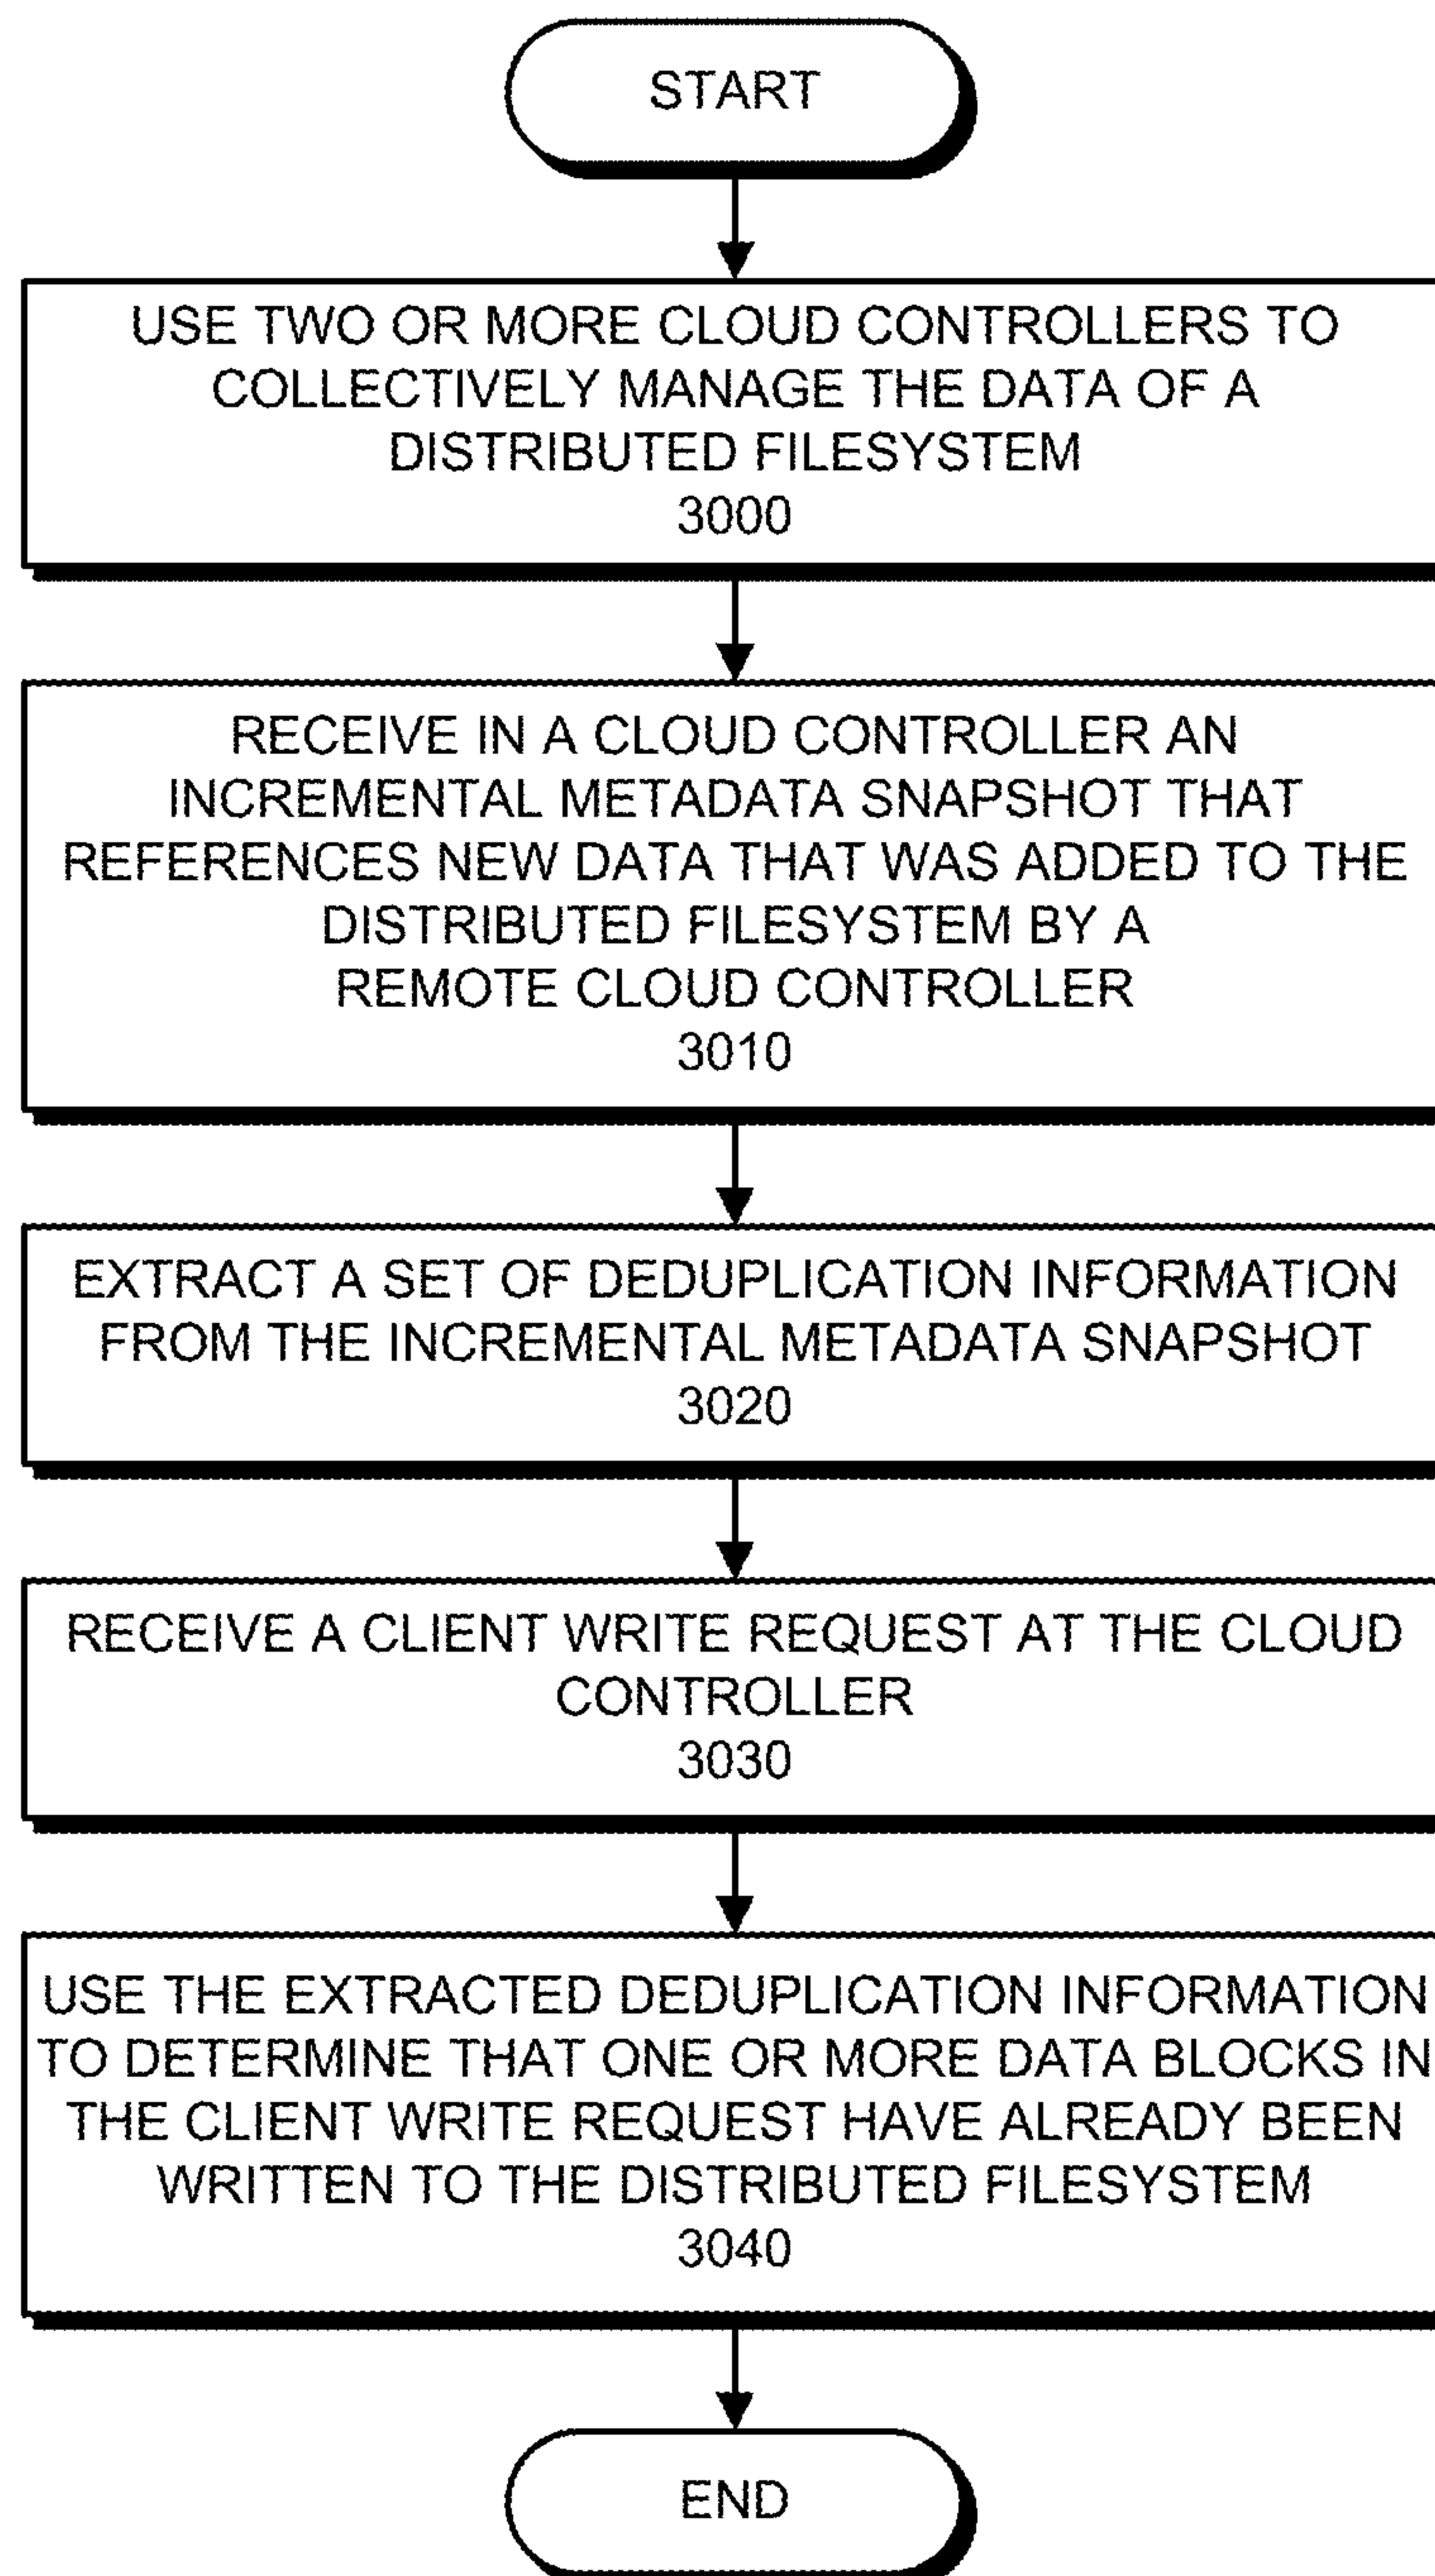 START
USE TWO OR MORE CLOUD CONTROLLERS TO
COLLECTIVELY MANAGE THE DATA OF A
DISTRIBUTED FILESYSTEM
3000
RECEIVE IN A CLOUD CONTROLLER AN
INCREMENTAL METADATA SNAPSHOT THAT
REFERENCES NEW DATA THAT WAS ADDED TO THE
DISTRIBUTED FILESYSTEM BY A
REMOTE CLOUD CONTROLLER
3010
EXTRACT A SET OF DEDUPLICATION INFORMATION
FROM THE INCREMENTAL METADATA SNAPSHOT
3020
RECEIVE A CLIENT WRITE REQUEST AT THE CLOUD
CONTROLLER
3030
USE THE EXTRACTED DEDUPLICATION INFORMATION
TO DETERMINE THAT ONE OR MORE DATA BLOCKS IN
THE CLIENT WRITE REQUEST HAVE ALREADY BEEN
WRITTEN TO THE DISTRIBUTED FILESYSTEM
3040
END